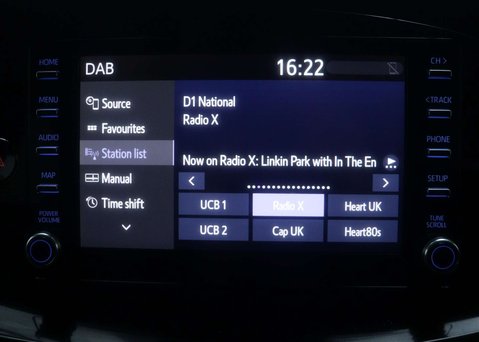 DAB
16:22
HOME
MENU
AUDIO
MAP
POWER
VOLUME
Source
Favourites
Station list
Manual
Time shift
D1 National
Radio X
Now on Radio X: Linkin Park with In The En
UCB 1
Radio X
Heart UK
UCB 2
Cap UK
Heart80s
CH >
< TRACK
PHONE
SETUP
TUNE
SCROLL